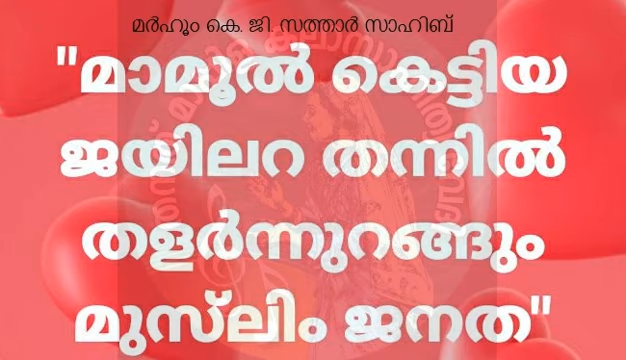 മർഹൂം കെ. ജി. സത്താർ സാഹിബ്
"മാമൂൽ കെട്ടിയ
ജയിലറ തന്നിൽ
തളർന്നുറങ്ങും
മുസ്‌ലിം ജനത"